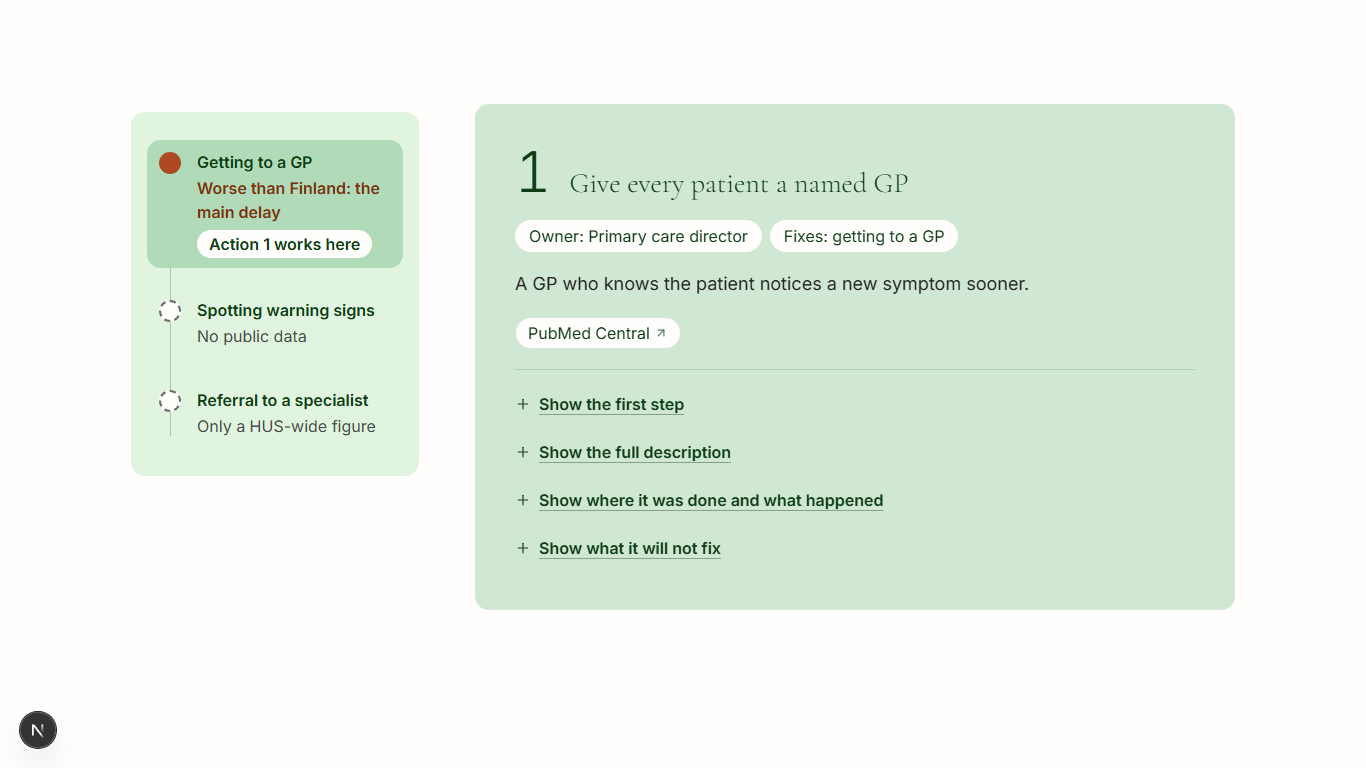 Getting to a GP
Worse than Finland: the
main delay
Action 1 works here
Spotting warning signs
No public data
Referral to a specialist
Only a HUS-wide figure
1 Give every patient a named GP
Owner: Primary care director
Fixes: getting to a GP
A GP who knows the patient notices a new symptom sooner.
PubMed Central ↗
+ Show the first step
+ Show the full description
+ Show where it was done and what happened
+ Show what it will not fix
N